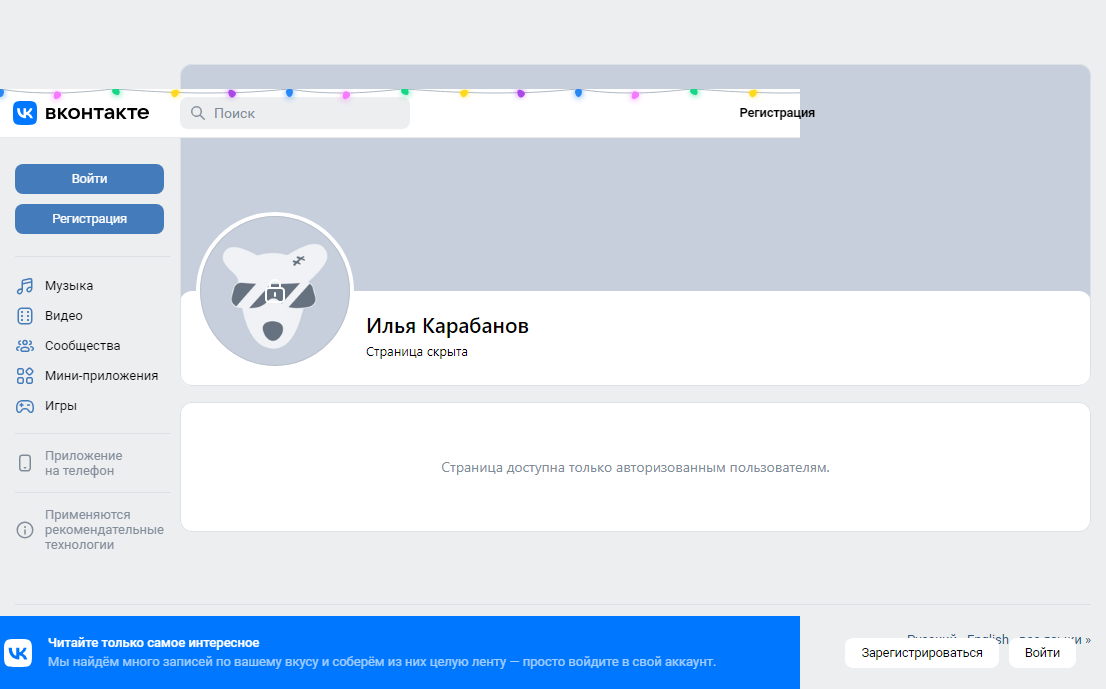 вконтакте
Поиск
Регистрация
Войти
Регистрация
Музыка
Видео
Сообщества
Мини-приложения
Игры
Приложение
на телефон
Применяются
рекомендательные
технологии
Илья Карабанов
Страница скрыта
Страница доступна только авторизованным пользователям.
Читайте только самое интересное
Мы найдём много записей по вашему вкусу и соберём из них целую ленту — просто войдите в свой аккаунт.
Русский English все языки »
Зарегистрироваться
Войти